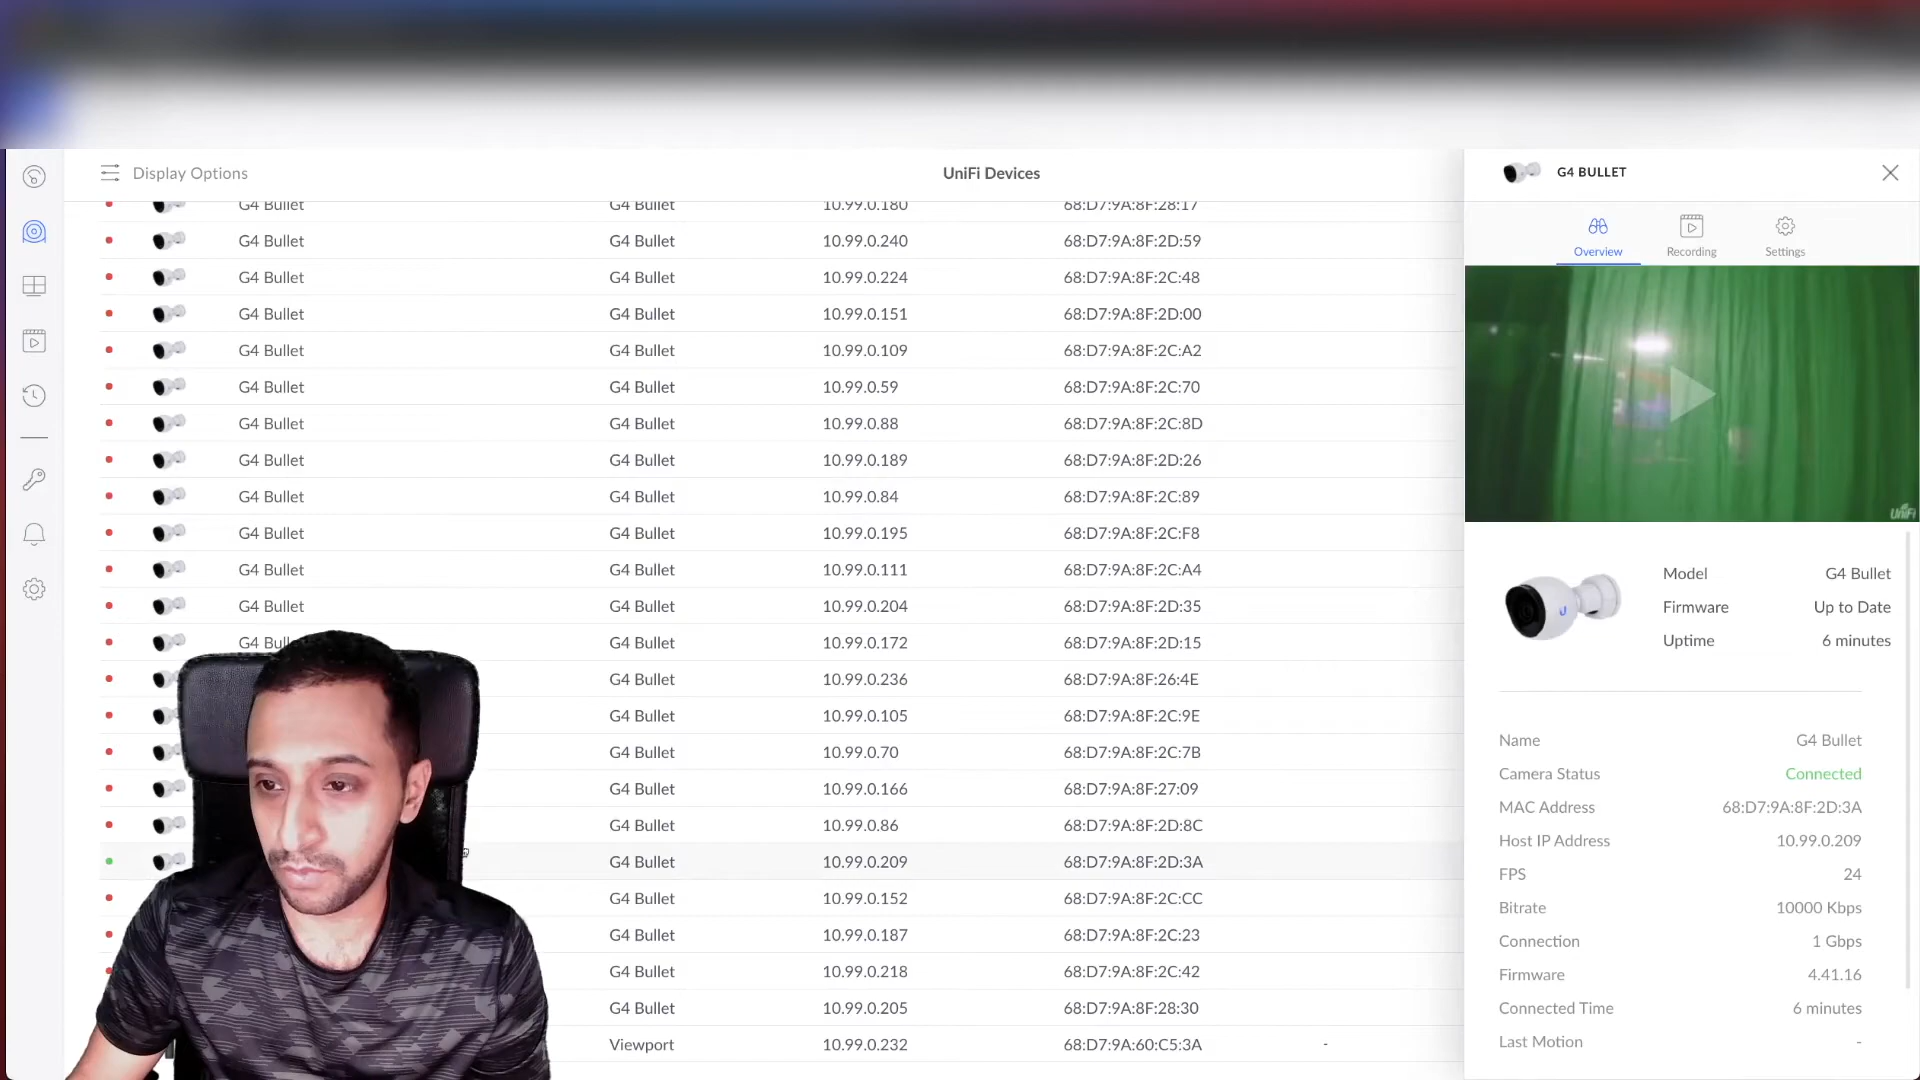 Display Options UniFi Devices G4 BULLET
Overview Recording Settings
G4 Bullet G4 Bullet 10.99.0.180 68:D7:9A:8F:28:17
G4 Bullet G4 Bullet 10.99.0.240 68:D7:9A:8F:2D:59
G4 Bullet G4 Bullet 10.99.0.224 68:D7:9A:8F:2C:48
G4 Bullet G4 Bullet 10.99.0.151 68:D7:9A:8F:2D:00
G4 Bullet G4 Bullet 10.99.0.109 68:D7:9A:8F:2C:A2
G4 Bullet G4 Bullet 10.99.0.59 68:D7:9A:8F:2C:70
G4 Bullet G4 Bullet 10.99.0.88 68:D7:9A:8F:2C:8D
G4 Bullet G4 Bullet 10.99.0.189 68:D7:9A:8F:2D:26
G4 Bullet G4 Bullet 10.99.0.84 68:D7:9A:8F:2C:89
G4 Bullet G4 Bullet 10.99.0.195 68:D7:9A:8F:2C:F8
G4 Bullet G4 Bullet 10.99.0.111 68:D7:9A:8F:2C:A4
G4 Bullet G4 Bullet 10.99.0.204 68:D7:9A:8F:2D:35
G4 Bull G4 Bullet 10.99.0.172 68:D7:9A:8F:2D:15
G4 Bullet 10.99.0.236 68:D7:9A:8F:26:4E
G4 Bullet 10.99.0.105 68:D7:9A:8F:2C:9E
G4 Bullet 10.99.0.70 68:D7:9A:8F:2C:7B
G4 Bullet 10.99.0.166 68:D7:9A:8F:27:09
G4 Bullet 10.99.0.86 68:D7:9A:8F:2D:8C
G4 Bullet 10.99.0.209 68:D7:9A:8F:2D:3A
G4 Bullet 10.99.0.152 68:D7:9A:8F:2C:CC
G4 Bullet 10.99.0.187 68:D7:9A:8F:2C:23
G4 Bullet 10.99.0.218 68:D7:9A:8F:2C:42
G4 Bullet 10.99.0.205 68:D7:9A:8F:28:30
Viewport 10.99.0.232 68:D7:9A:60:C5:3A -
UniFi
Model G4 Bullet
Firmware Up to Date
Uptime 6 minutes
Name G4 Bullet
Camera Status Connected
MAC Address 68:D7:9A:8F:2D:3A
Host IP Address 10.99.0.209
FPS 24
Bitrate 10000 Kbps
Connection 1 Gbps
Firmware 4.41.16
Connected Time 6 minutes
Last Motion -